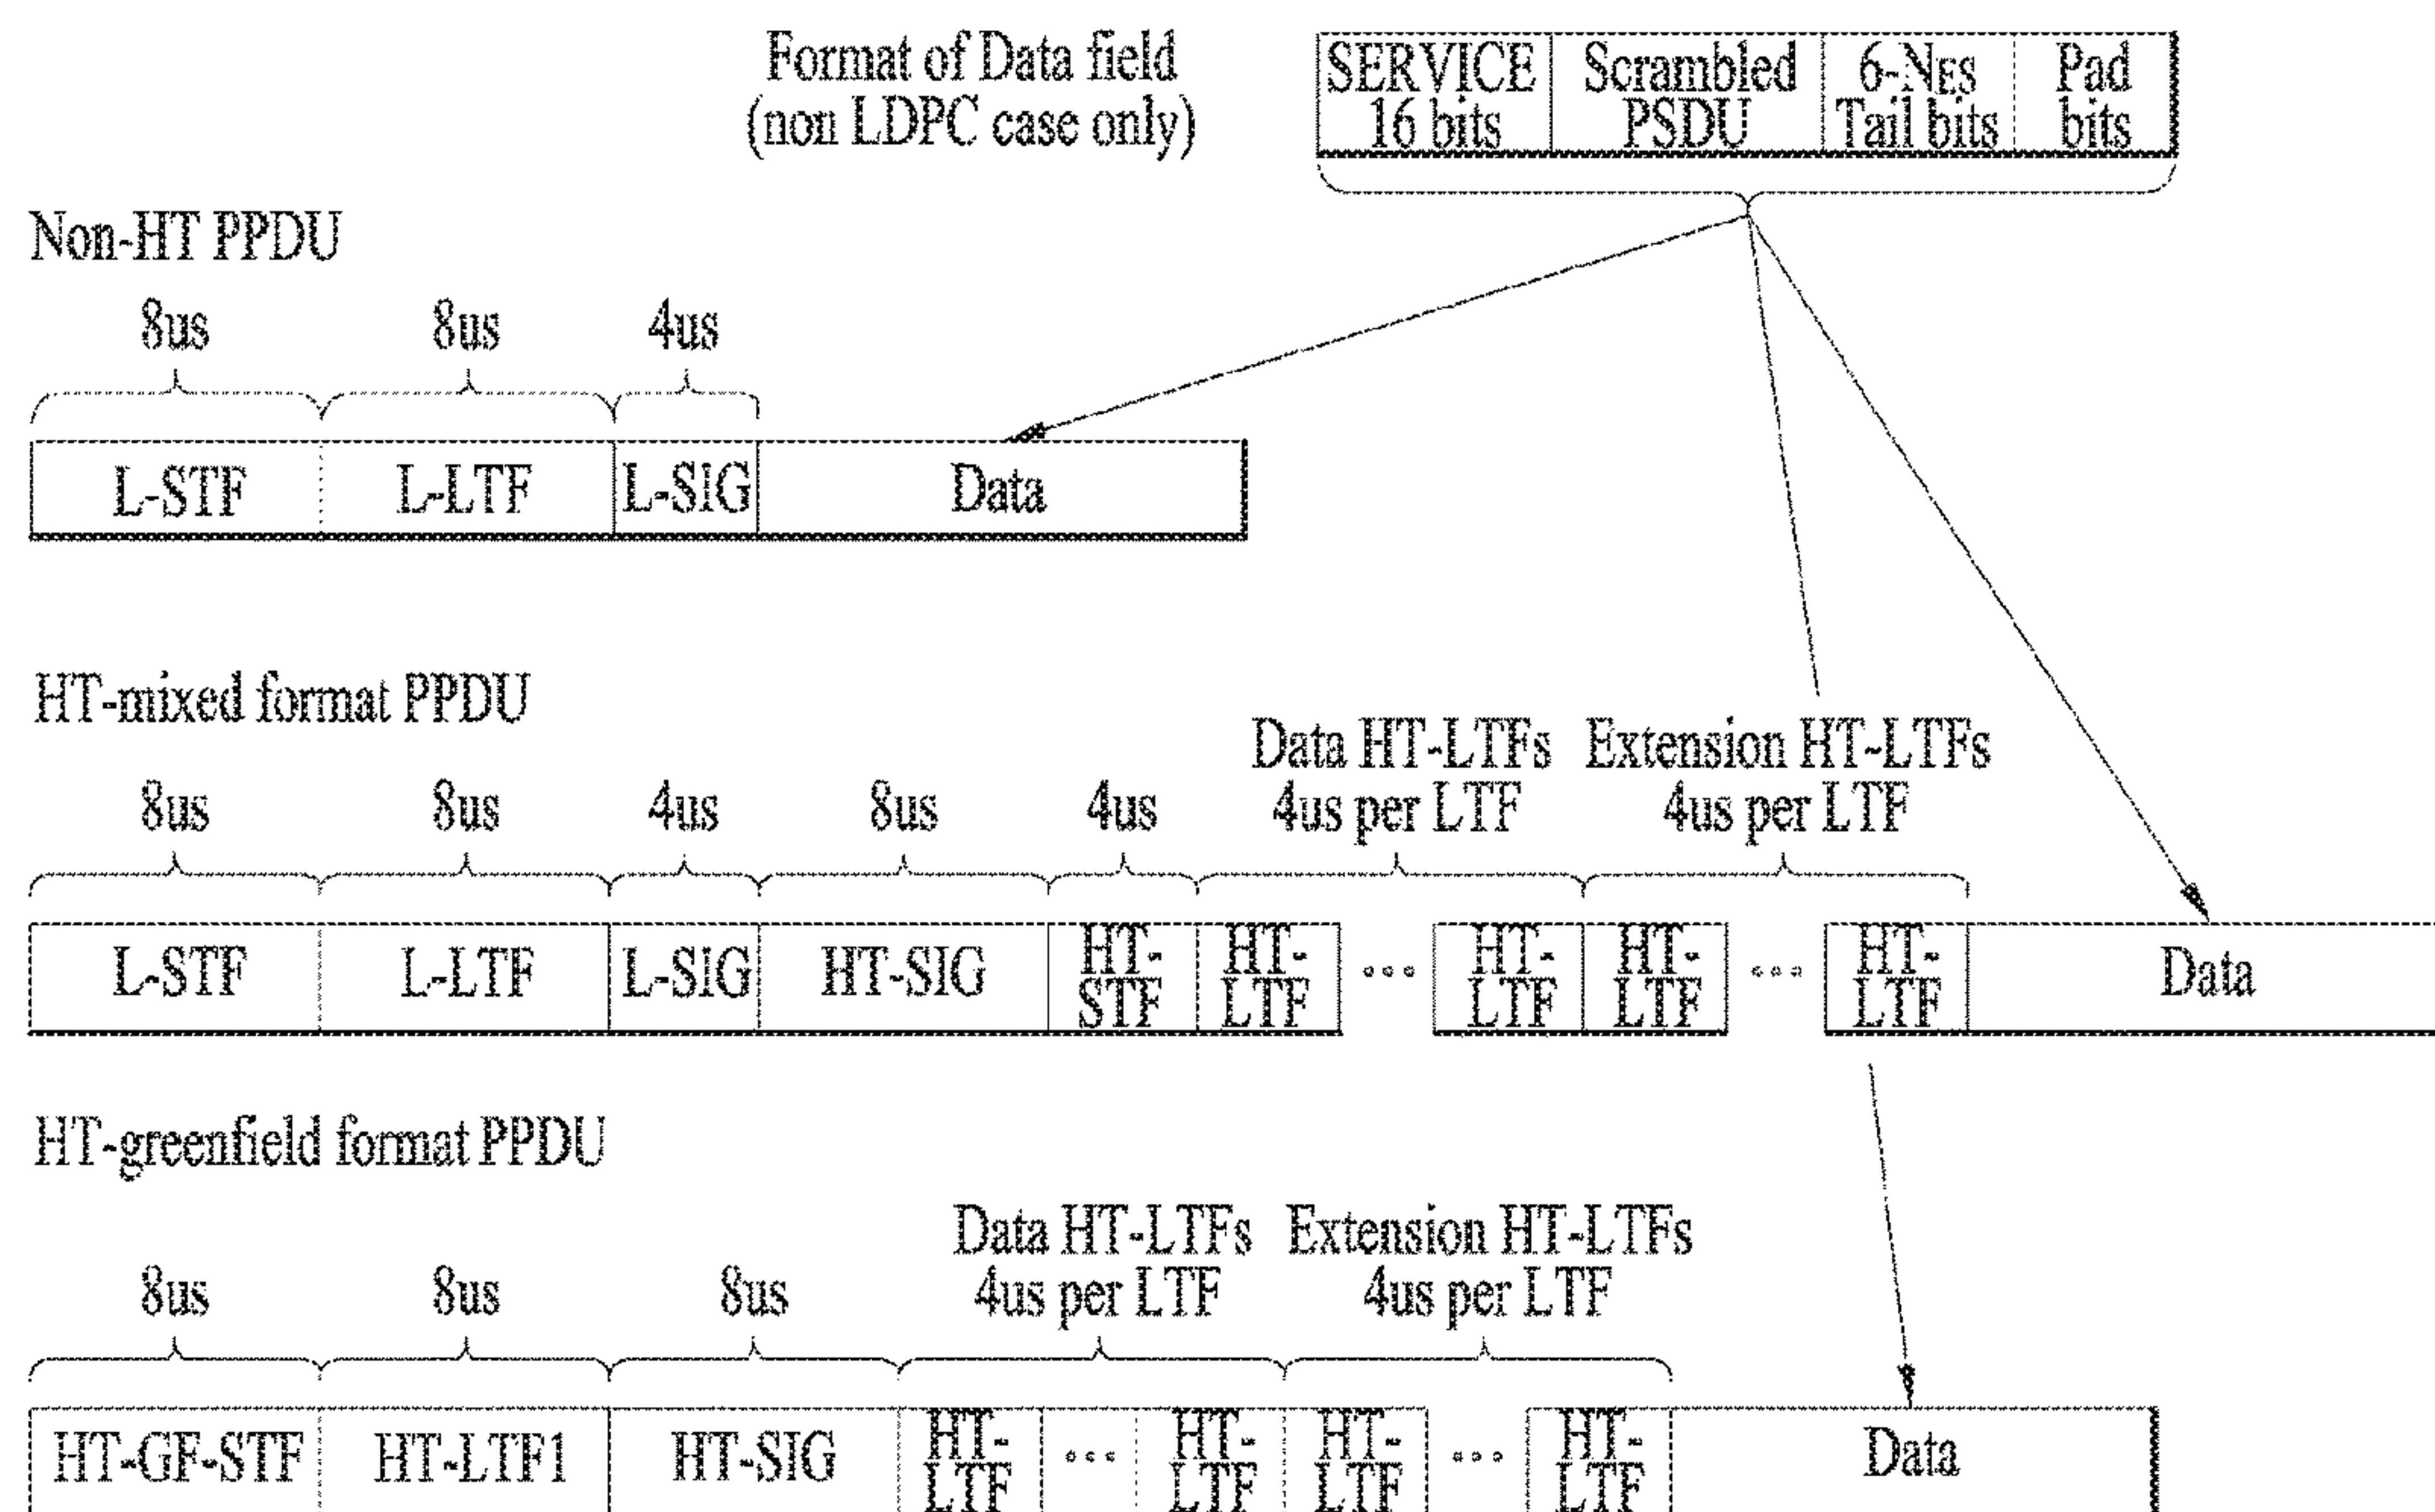 Format of Data field
(non LDPC case only)
SERVICE 16 bits
Scrambled PSDU
6-NES Tail bits
Pad bits
Non-HT PPDU
8us 8us 4us
L-STF L-LTF L-SIG Data
HT-mixed format PPDU
Data HT-LTFs Extension HT-LTFs
8us 8us 4us 8us 4us 4us per LTF 4us per LTF
L-STF L-LTF L-SIG HT-SIG HT-STF HT-LTF ... HT-LTF HT-LTF ... HT-LTF Data
HT-greenfield format PPDU
Data HT-LTFs Extension HT-LTFs
8us 8us 8us 4us per LTF 4us per LTF
HT-GF-STF HT-LTF1 HT-SIG HT-LTF ... HT-LTF HT-LTF ... HT-LTF Data